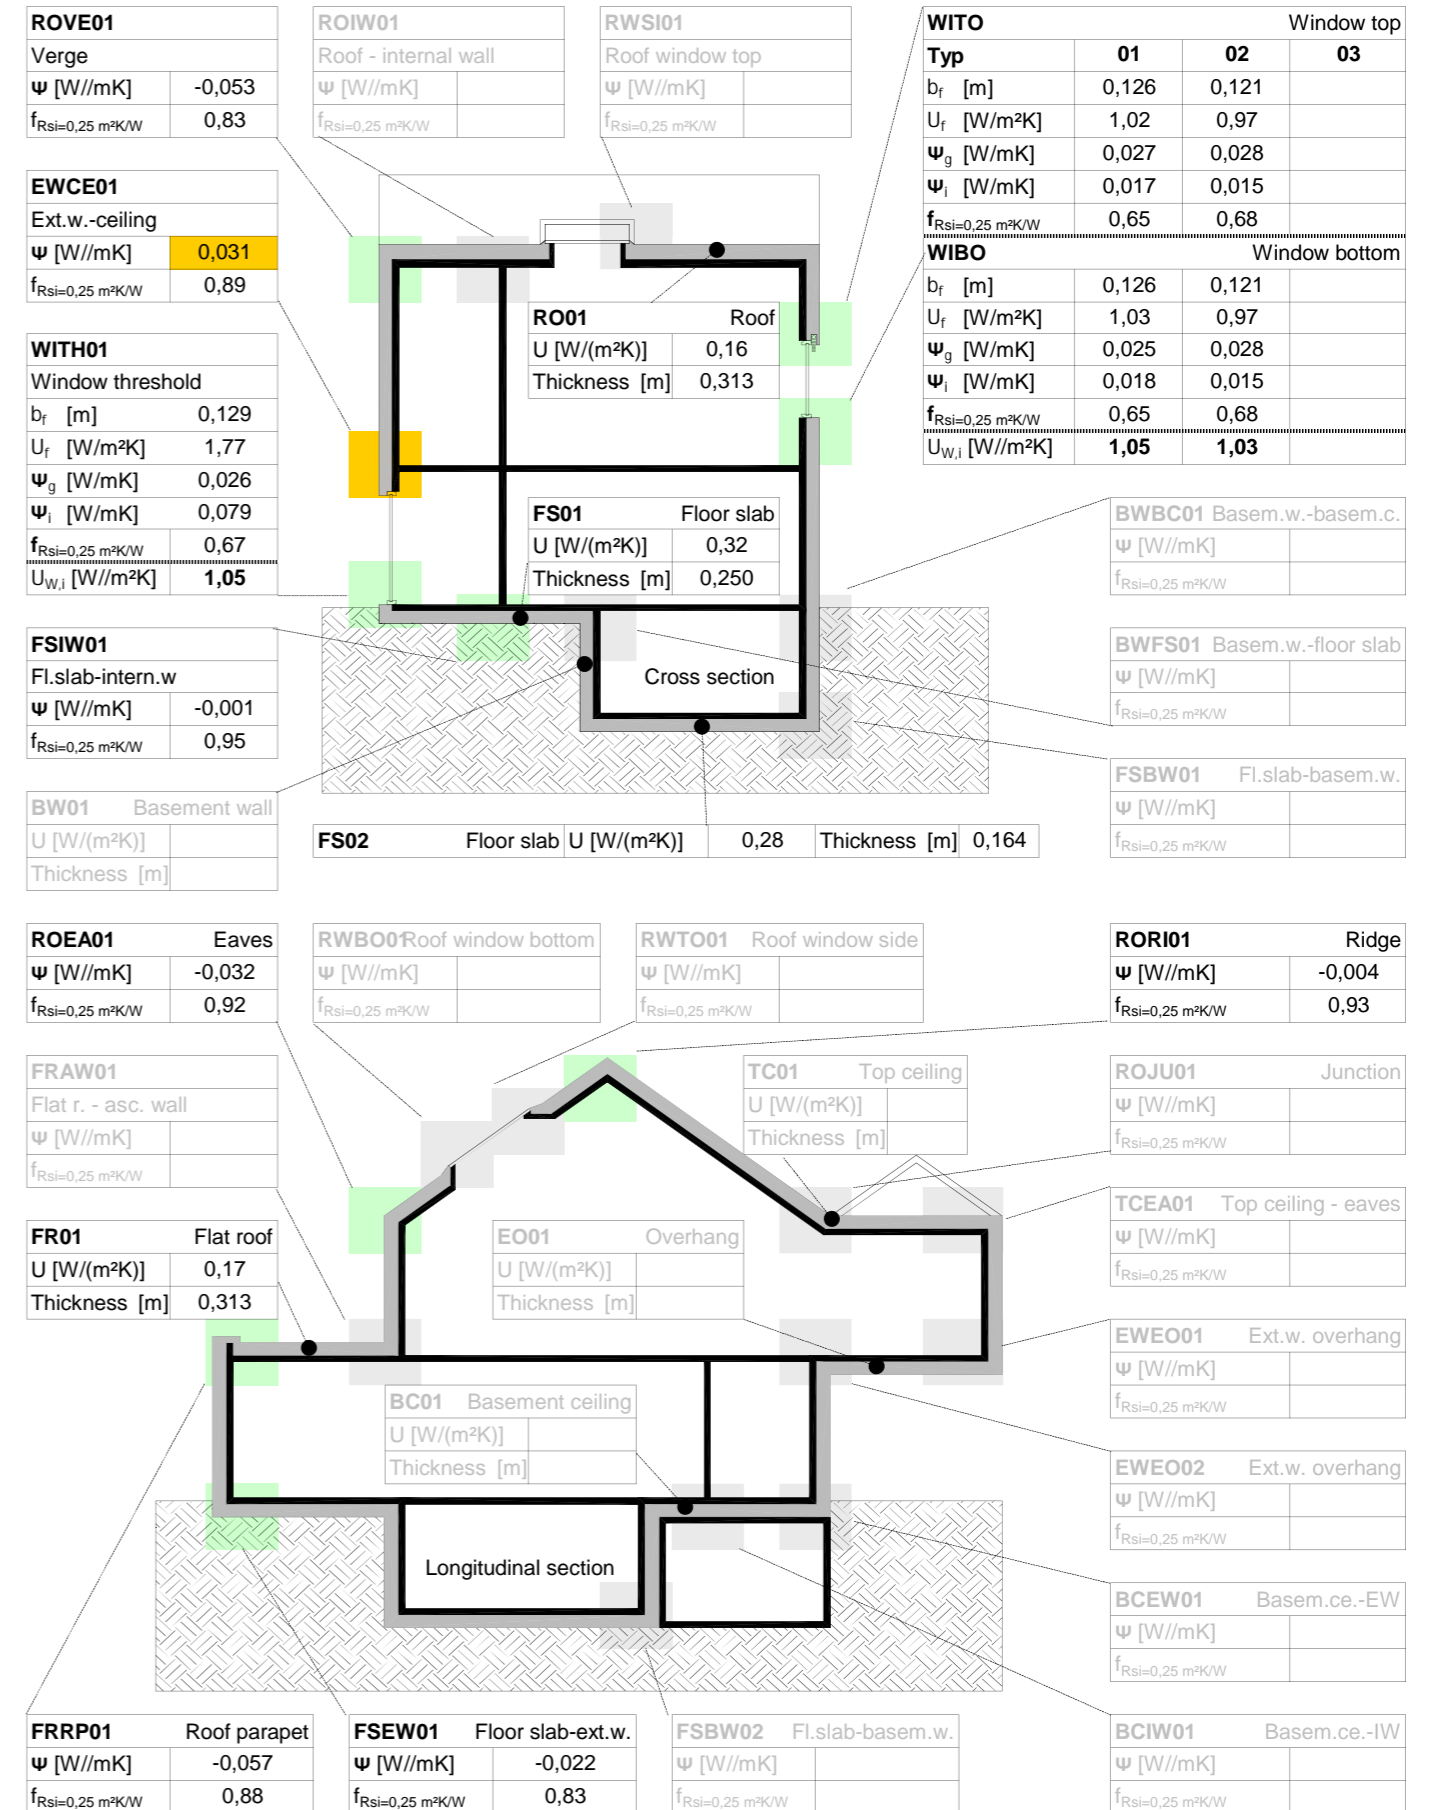 ROVE01
Verge
Ψ [W//mK] -0,053
fRsi=0,25 m²K/W 0,83
ROIW01
Roof - internal wall
Ψ [W//mK]
fRsi=0,25 m²K/W
RWSI01
Roof window top
Ψ [W//mK]
fRsi=0,25 m²K/W
WITO Window top
Typ 01 02 03
bf [m] 0,126 0,121
Uf [W/m²K] 1,02 0,97
Ψg [W/mK] 0,027 0,028
Ψi [W/mK] 0,017 0,015
fRsi=0,25 m²K/W 0,65 0,68
WIBO Window bottom
bf [m] 0,126 0,121
Uf [W/m²K] 1,03 0,97
Ψg [W/mK] 0,025 0,028
Ψi [W/mK] 0,018 0,015
fRsi=0,25 m²K/W 0,65 0,68
UW,i [W//m²K] 1,05 1,03
EWCE01
Ext.w.-ceiling
Ψ [W//mK] 0,031
fRsi=0,25 m²K/W 0,89
RO01 Roof
U [W/(m²K)] 0,16
Thickness [m] 0,313
WITH01
Window threshold
bf [m] 0,129
Uf [W/m²K] 1,77
Ψg [W/mK] 0,026
Ψi [W/mK] 0,079
fRsi=0,25 m²K/W 0,67
UW,i [W//m²K] 1,05
FS01 Floor slab
U [W/(m²K)] 0,32
Thickness [m] 0,250
BWBC01 Basem.w.-basem.c.
Ψ [W//mK]
fRsi=0,25 m²K/W
FSIW01
Fl.slab-intern.w
Ψ [W//mK] -0,001
fRsi=0,25 m²K/W 0,95
Cross section
BWFS01 Basem.w.-floor slab
Ψ [W//mK]
fRsi=0,25 m²K/W
FSBW01 Fl.slab-basem.w.
Ψ [W//mK]
fRsi=0,25 m²K/W
BW01 Basement wall
U [W/(m²K)]
Thickness [m]
FS02 Floor slab U [W/(m²K)] 0,28 Thickness [m] 0,164
ROEA01 Eaves
Ψ [W//mK] -0,032
fRsi=0,25 m²K/W 0,92
RWBO01 Roof window bottom
Ψ [W//mK]
fRsi=0,25 m²K/W
RWTO01 Roof window side
Ψ [W//mK]
fRsi=0,25 m²K/W
RORI01 Ridge
Ψ [W//mK] -0,004
fRsi=0,25 m²K/W 0,93
FRAW01
Flat r. - asc. wall
Ψ [W//mK]
fRsi=0,25 m²K/W
TC01 Top ceiling
U [W/(m²K)]
Thickness [m]
ROJU01 Junction
Ψ [W//mK]
fRsi=0,25 m²K/W
TCEA01 Top ceiling - eaves
Ψ [W//mK]
fRsi=0,25 m²K/W
FR01 Flat roof
U [W/(m²K)] 0,17
Thickness [m] 0,313
EO01 Overhang
U [W/(m²K)]
Thickness [m]
EWEO01 Ext.w. overhang
Ψ [W//mK]
fRsi=0,25 m²K/W
BC01 Basement ceiling
U [W/(m²K)]
Thickness [m]
EWEO02 Ext.w. overhang
Ψ [W//mK]
fRsi=0,25 m²K/W
Longitudinal section
BCEW01 Basem.ce.-EW
Ψ [W//mK]
fRsi=0,25 m²K/W
FRRP01 Roof parapet
Ψ [W//mK] -0,057
fRsi=0,25 m²K/W 0,88
FSEW01 Floor slab-ext.w.
Ψ [W//mK] -0,022
fRsi=0,25 m²K/W 0,83
FSBW02 Fl.slab-basem.w.
Ψ [W//mK]
fRsi=0,25 m²K/W
BCIW01 Basem.ce.-IW
Ψ [W//mK]
fRsi=0,25 m²K/W